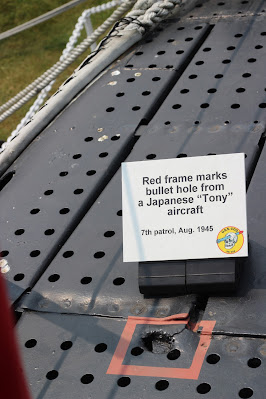 Red frame marks
bullet hole from
a Japanese “Tony”
aircraft
7th patrol, Aug. 1945